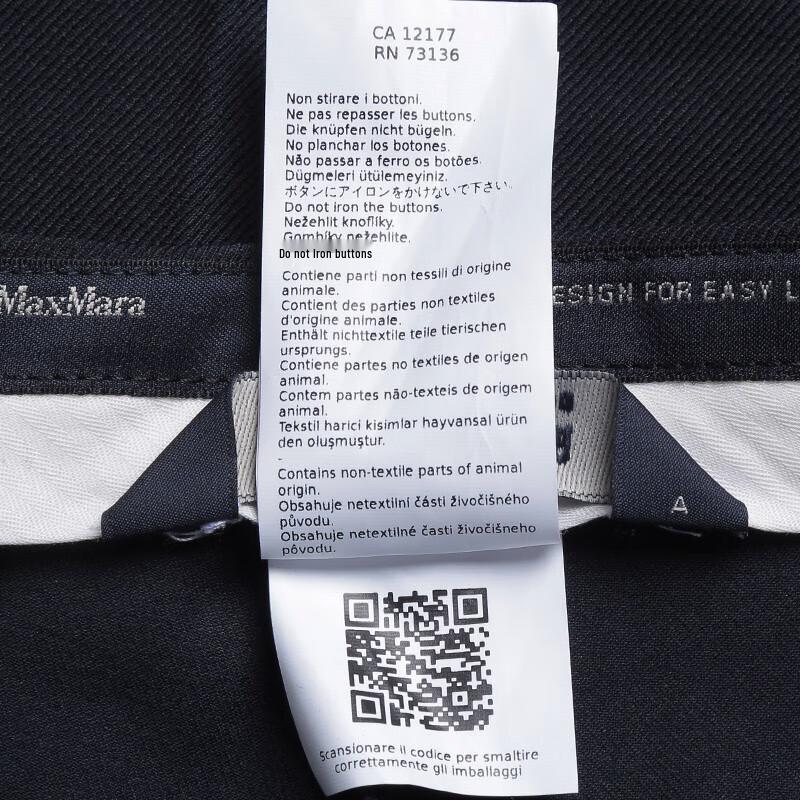 CA 12177
RN 73136
Non stirare i bottoni.
Ne pas repasser les buttons.
Die knüpfen nicht bügeln.
No planchar los botones.
Não passar a ferro os botões.
Dügmeleri ütülemeyiniz.
ボタンにアイロンをかけないで下さい.
Do not iron the buttons.
Nežehlit knoflíky.
Gombíky nežehlite.
Do not Iron buttons
Contiene parti non tessili di origine
animale.
Contient des parties non textiles
d'origine animale.
Enthält nichttextile teile tierischen
ursprungs.
Contiene partes no textiles de origen
animal.
Contem partes não-texteis de origem
animal.
Tekstil harici kisimlar hayvansal ürün
den oluşmuştur.
-
Contains non-textile parts of animal
origin.
Obsahuje netextilní části živočišného
původu.
Obsahuje netextilné časti živočišneho
pôvodu.
MaxMara
ESIGN FOR EASY L
A
Scansionare il codice per smaltire
correttamente gli imballaggi